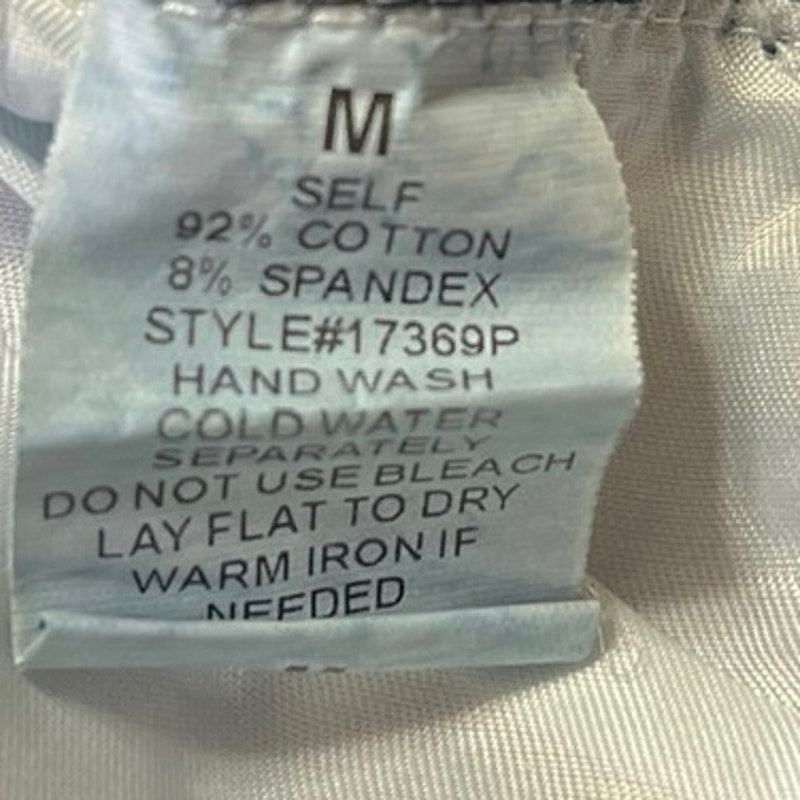 M
SELF
92% COTTON
8% SPANDEX
STYLE#17369P
HAND WASH
COLD WATER
SEPARATELY
DO NOT USE BLEACH
LAY FLAT TO DRY
WARM IRON IF
NEEDED